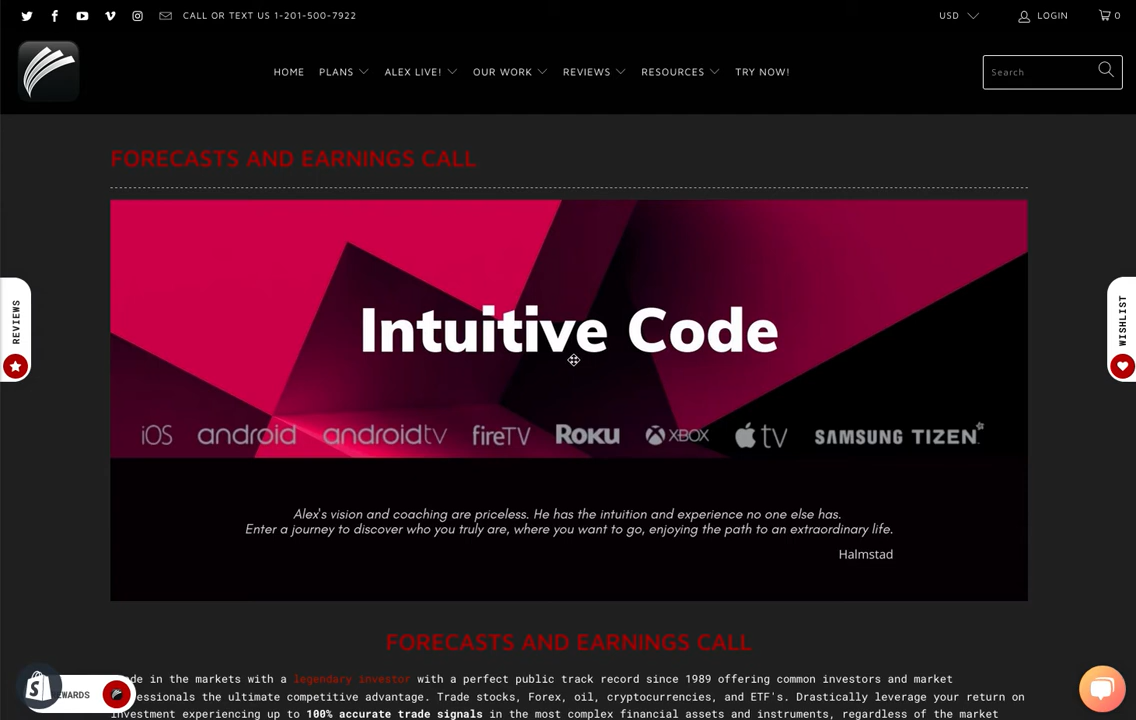 CALL OR TEXT US 1-201-500-7922
USD
LOGIN
0
HOME
PLANS
ALEX LIVE!
OUR WORK
REVIEWS
RESOURCES
TRY NOW!
Search
FORECASTS AND EARNINGS CALL
REVIEWS
WISHLIST
Intuitive Code
iOS android androidtv fireTV ROKU XBOX tv SAMSUNG TIZEN
Alex's vision and coaching are priceless. He has the intuition and experience no one else has.
Enter a journey to discover who you truly are, where you want to go, enjoying the path to an extraordinary life.
Halmstad
FORECASTS AND EARNINGS CALL
in the markets with a legendary investor with a perfect public track record since 1989 offering common investors and market
the ultimate competitive advantage. Trade stocks, Forex, oil, cryptocurrencies, and ETF's. Drastically leverage your return on
investment experiencing up to 100% accurate trade signals in the most complex financial assets and instruments, regardless of the market